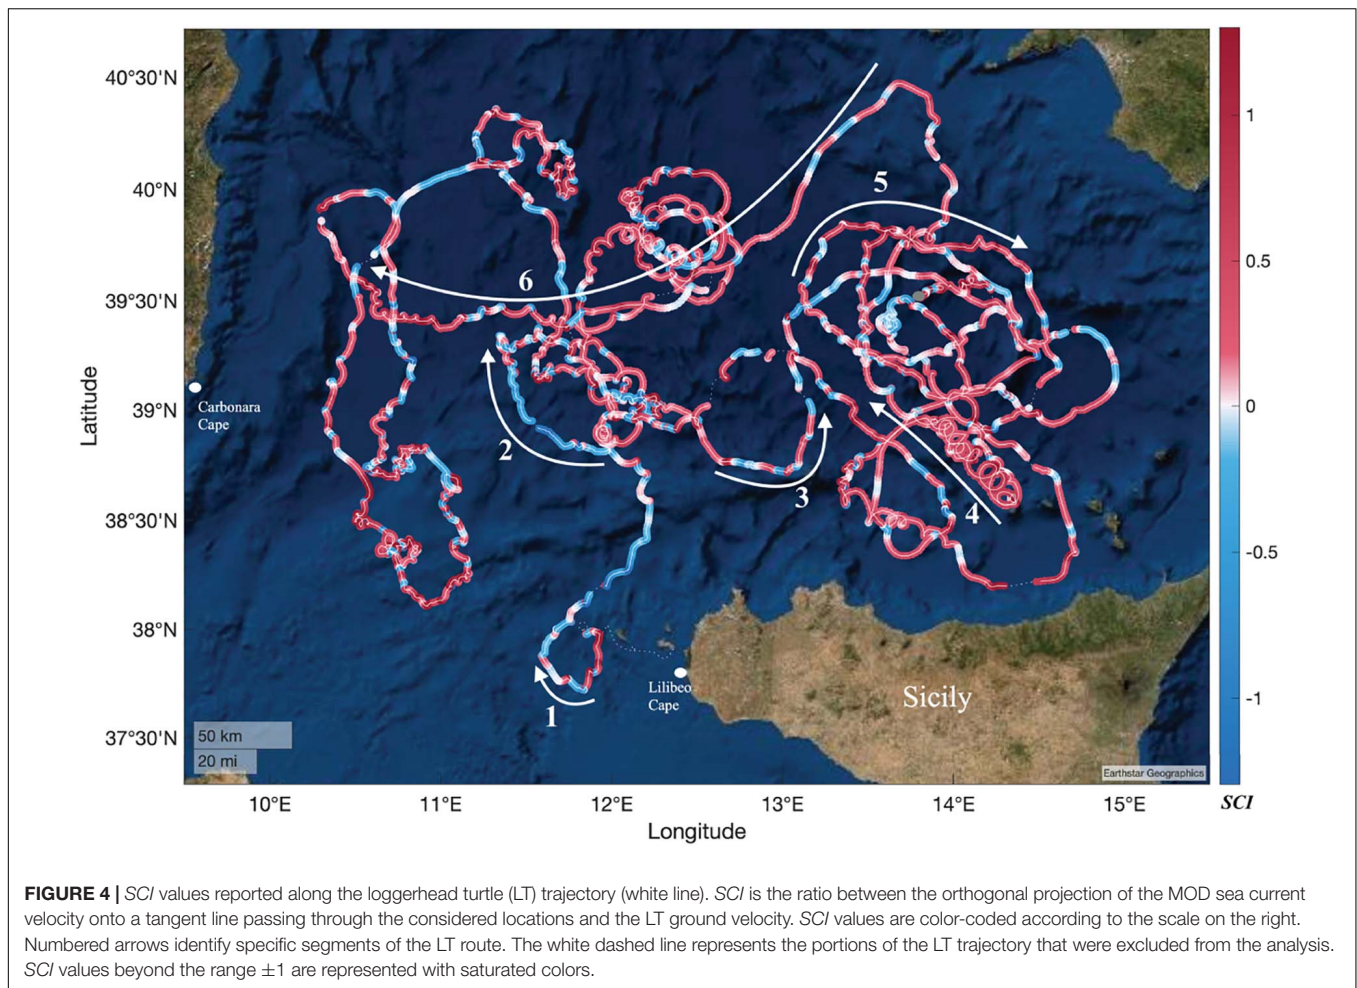 40°30'N
40°N
39°30'N
39°N
38°30'N
38°N
37°30'N
Latitude
Carbonara
Cape
5
6
2
3
4
1
Lilibeo
Cape
Sicily
50 km
20 mi
Earthstar Geographics
10°E 11°E 12°E 13°E 14°E 15°E
Longitude
1
0.5
0
-0.5
-1
SCI
FIGURE 4 | SCI values reported along the loggerhead turtle (LT) trajectory (white line). SCI is the ratio between the orthogonal projection of the MOD sea current
velocity onto a tangent line passing through the considered locations and the LT ground velocity. SCI values are color-coded according to the scale on the right.
Numbered arrows identify specific segments of the LT route. The white dashed line represents the portions of the LT trajectory that were excluded from the analysis.
SCI values beyond the range ±1 are represented with saturated colors.